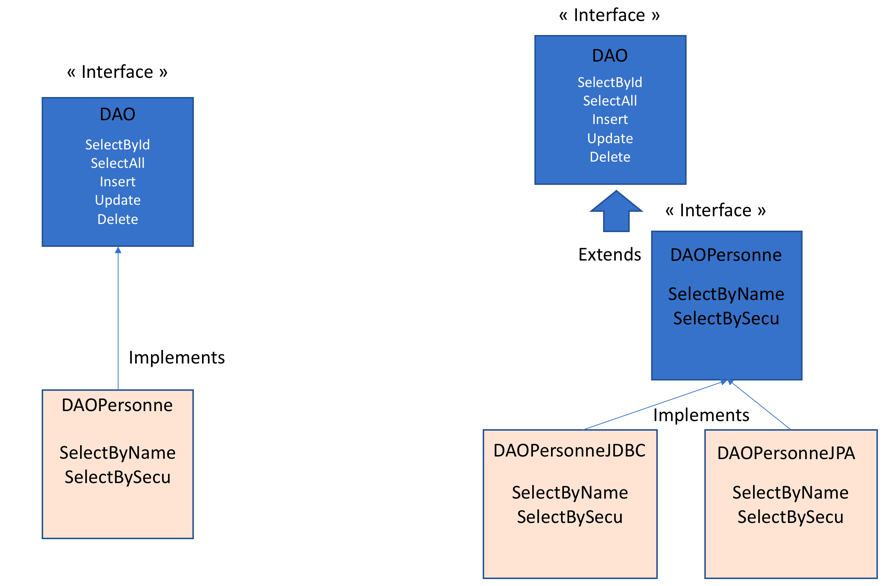 « Interface »
DAO
SelectById
SelectAll
Insert
Update
Delete
Implements
DAOPersonne
SelectByName
SelectBySecu
« Interface »
DAO
SelectById
SelectAll
Insert
Update
Delete
« Interface »
Extends
DAOPersonne
SelectByName
SelectBySecu
Implements
DAOPersonneJDBC
SelectByName
SelectBySecu
DAOPersonneJPA
SelectByName
SelectBySecu